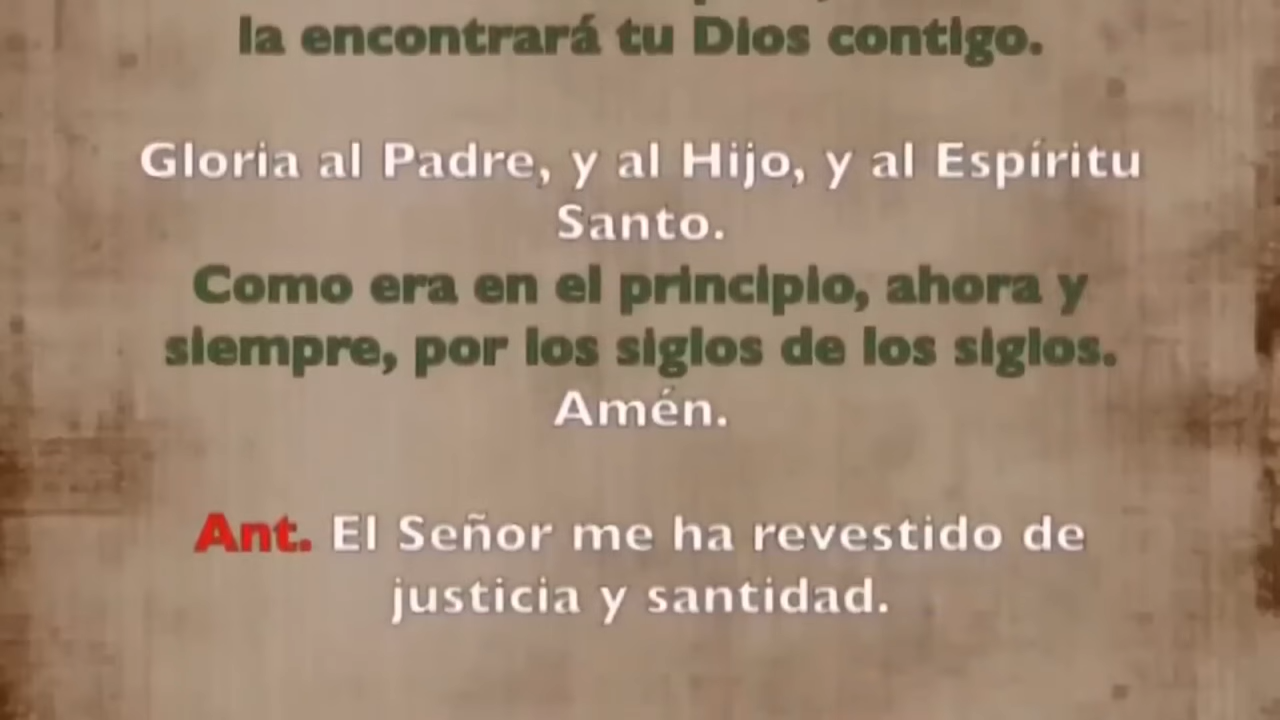 la encontrará tu Dios contigo.
Gloria al Padre, y al Hijo, y al Espíritu
Santo.
Como era en el principio, ahora y
siempre, por los siglos de los siglos.
Amén.
Ant. El Señor me ha revestido de
justicia y santidad.